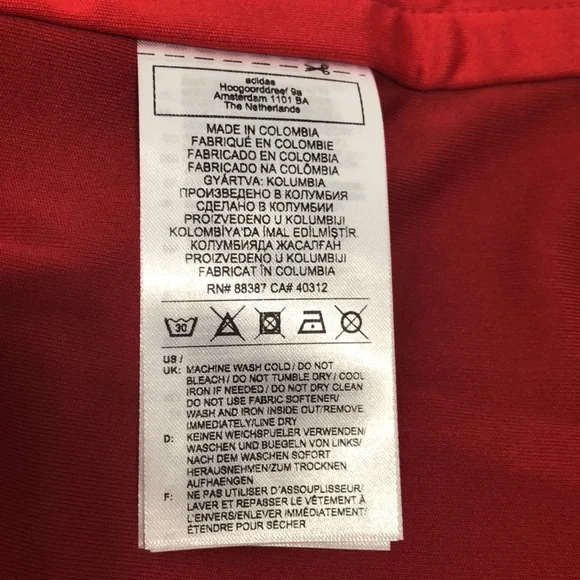 adidas
Hoogoorddreef 9a
Amsterdam 1101 BA
The Netherlands
MADE IN COLOMBIA
FABRIQUÉ EN COLOMBIE
FABRICADO EN COLOMBIA
FABRICADO NA COLÔMBIA
GYÁRTVA: KOLUMBIA
ПРОИЗВЕДЕНО В КОЛУМБИЯ
СДЕЛАНО В КОЛУМБИИ
PROIZVEDENO U KOLUMBIJI
KOLOMBİYA'DA İMAL EDİLMİŞTİR.
КОЛУМБИЯДА ЖАСАЛҒАН
PROIZVEDENO U KOLUMBIJI
FABRICAT ÎN COLUMBIA
RN# 88387 CA# 40312
30
US /
UK: MACHINE WASH COLD / DO NOT
BLEACH / DO NOT TUMBLE DRY / COOL
IRON IF NEEDED / DO NOT DRY CLEAN
DO NOT USE FABRIC SOFTENER/
WASH AND IRON INSIDE OUT/REMOVE
IMMEDIATELY/LINE DRY
D: KEINEN WEICHSPUELER VERWENDEN/
WASCHEN UND BUEGELN VON LINKS/
NACH DEM WASCHEN SOFORT
HERAUSNEHMEN/ZUM TROCKNEN
AUFHAENGEN
F: NE PAS UTILISER D'ASSOUPLISSEUR/
LAVER ET REPASSER LE VÊTEMENT À
L'ENVERS/ENLEVER IMMÉDIATEMENT/
ÉTENDRE POUR SÉCHER